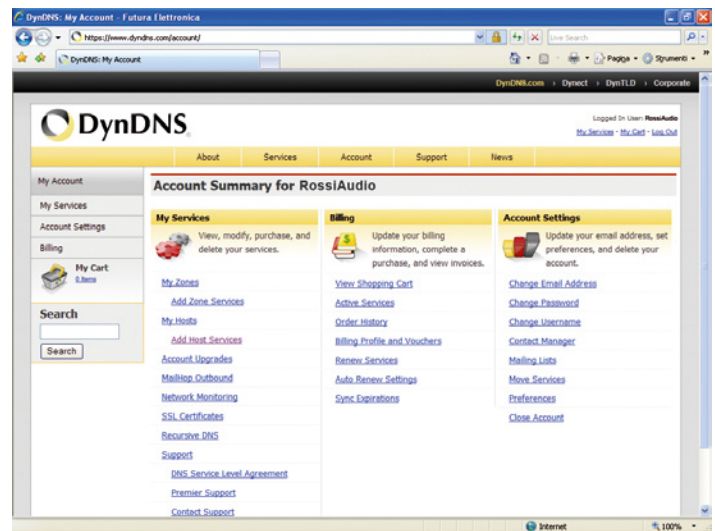 DynDNS: My Account - Futura Elettronica
https://www.dyndns.com/account/
Live Search
DynDNS: My Account
Pagina
Strumenti
DynDNS.com › Dynect › DynTLD › Corporate
DynDNS
Logged In User: RossiAudio
My Services - My Cart - Log Out
About Services Account Support News
My Account
My Services
Account Settings
Billing
My Cart
0 items
Search
Search
Account Summary for RossiAudio
My Services
View, modify, purchase, and
delete your services.
My Zones
Add Zone Services
My Hosts
Add Host Services
Account Upgrades
MailHop Outbound
Network Monitoring
SSL Certificates
Recursive DNS
Support
DNS Service Level Agreement
Premier Support
Contact Support
Billing
Update your billing
information, complete a
purchase, and view invoices.
View Shopping Cart
Active Services
Order History
Billing Profile and Vouchers
Renew Services
Auto Renew Settings
Sync Expirations
Account Settings
Update your email address, set
preferences, and delete your
account.
Change Email Address
Change Password
Change Username
Contact Manager
Mailing Lists
Move Services
Preferences
Close Account
Internet
100%